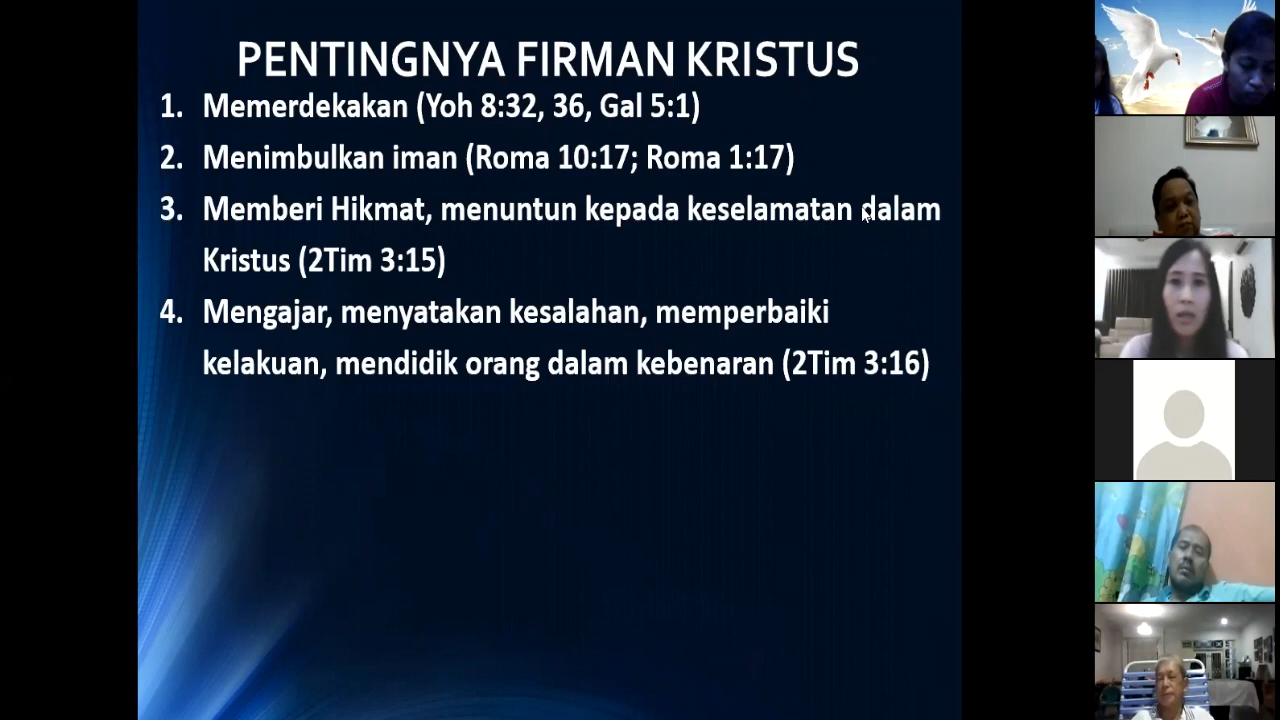 PENTINGNYA FIRMAN KRISTUS
1. Memerdekakan (Yoh 8:32, 36, Gal 5:1)
2. Menimbulkan iman (Roma 10:17; Roma 1:17)
3. Memberi Hikmat, menuntun kepada keselamatan dalam
Kristus (2Tim 3:15)
4. Mengajar, menyatakan kesalahan, memperbaiki
kelakuan, mendidik orang dalam kebenaran (2Tim 3:16)